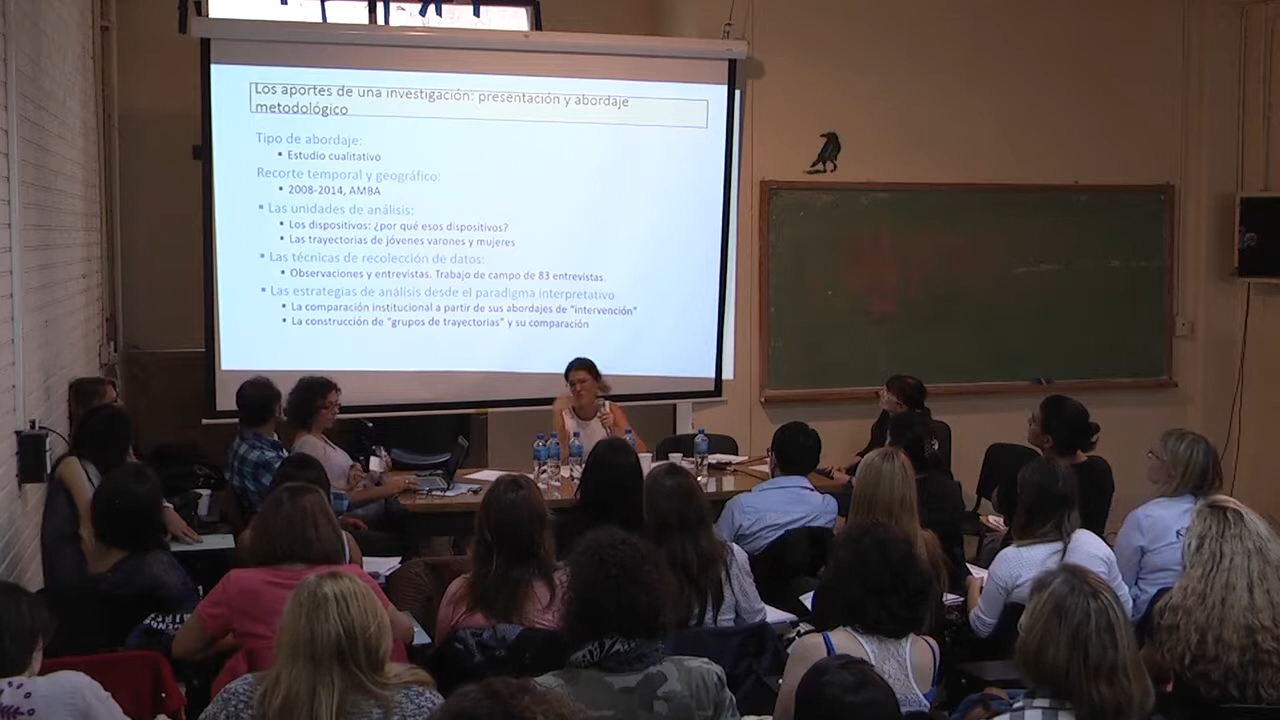 Los aportes de una investigación: presentación y abordaje
metodológico
Tipo de abordaje:
▪ Estudio cualitativo
Recorte temporal y geográfico:
▪ 2008-2014, AMBA
▪ Las unidades de análisis:
▪ Los dispositivos: ¿por qué esos dispositivos?
▪ Las trayectorias de jóvenes varones y mujeres
▪ Las técnicas de recolección de datos:
▪ Observaciones y entrevistas. Trabajo de campo de 83 entrevistas
▪ Las estrategias de análisis desde el paradigma interpretativo
▪ La comparación institucional a partir de sus abordajes de “intervención”
▪ La construcción de “grupos de trayectorias” y su comparación